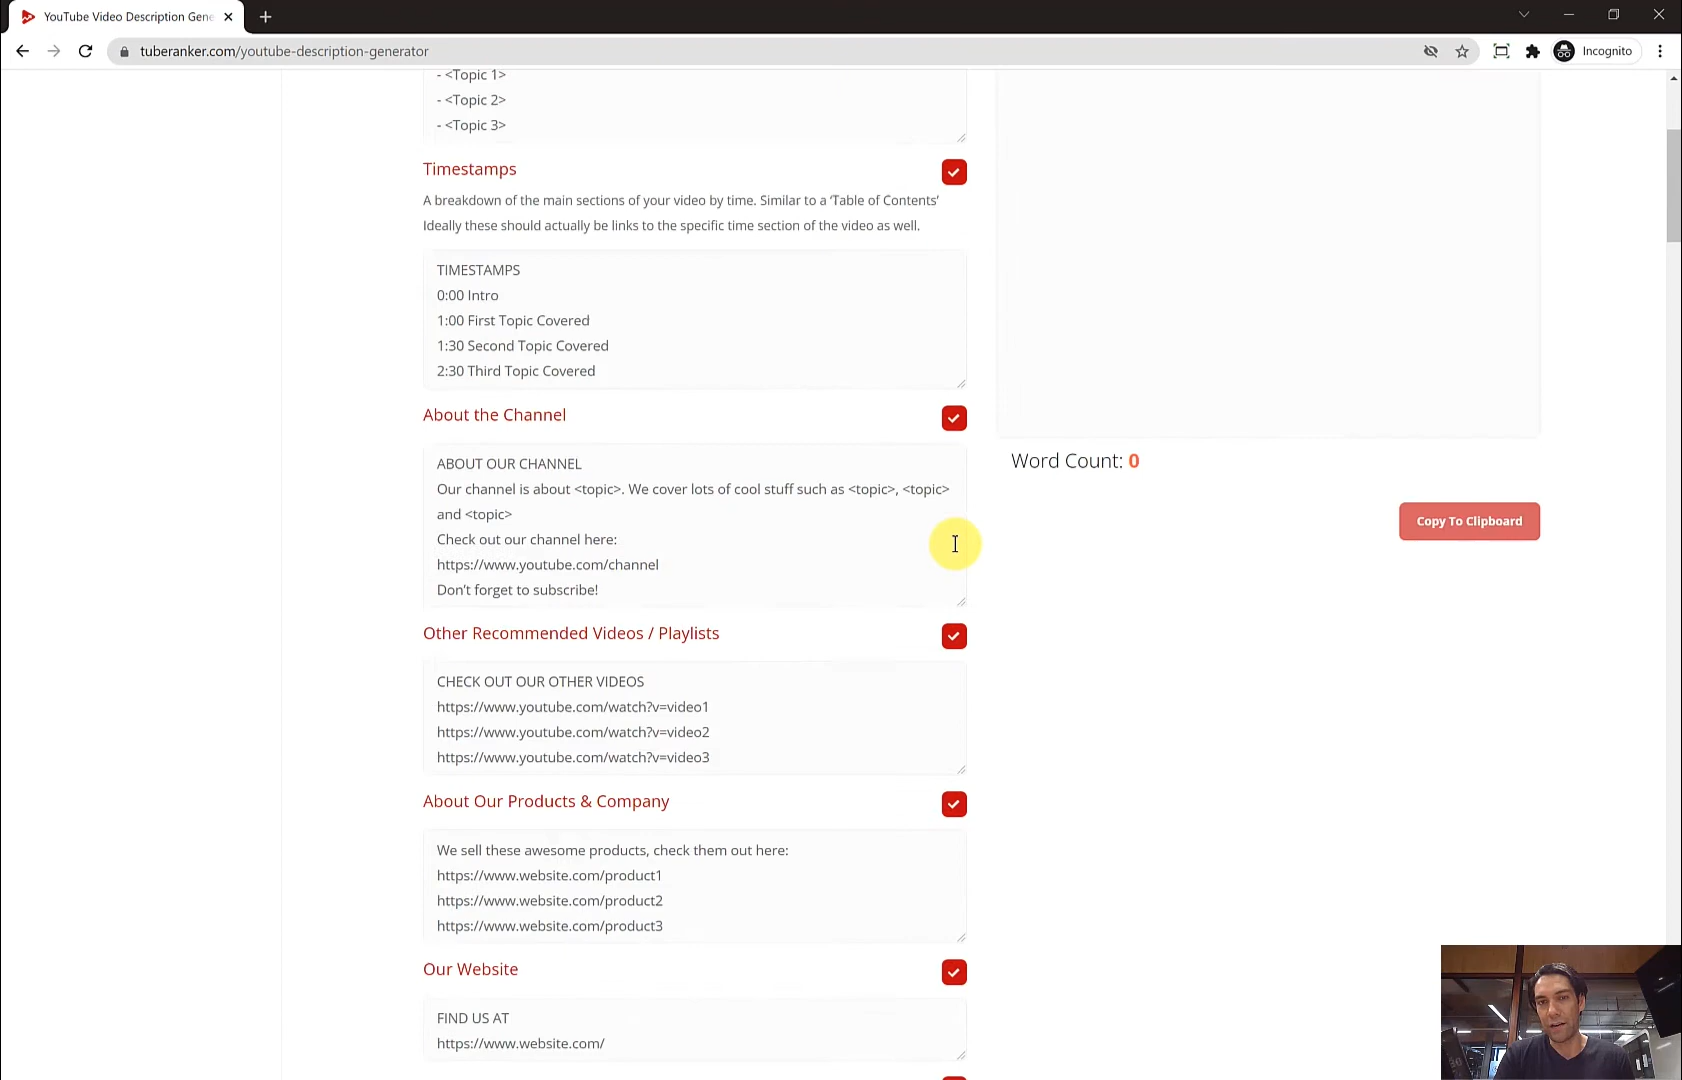 YouTube Video Description Gene
tuberanker.com/youtube-description-generator
Incognito
- <Topic 1>
- <Topic 2>
- <Topic 3>
Timestamps
A breakdown of the main sections of your video by time. Similar to a ‘Table of Contents’
Ideally these should actually be links to the specific time section of the video as well.
TIMESTAMPS
0:00 Intro
1:00 First Topic Covered
1:30 Second Topic Covered
2:30 Third Topic Covered
About the Channel
ABOUT OUR CHANNEL
Our channel is about <topic>. We cover lots of cool stuff such as <topic>, <topic>
and <topic>
Check out our channel here:
https://www.youtube.com/channel
Don’t forget to subscribe!
Other Recommended Videos / Playlists
CHECK OUT OUR OTHER VIDEOS
https://www.youtube.com/watch?v=video1
https://www.youtube.com/watch?v=video2
https://www.youtube.com/watch?v=video3
About Our Products & Company
We sell these awesome products, check them out here:
https://www.website.com/product1
https://www.website.com/product2
https://www.website.com/product3
Our Website
FIND US AT
https://www.website.com/
Word Count: 0
Copy To Clipboard